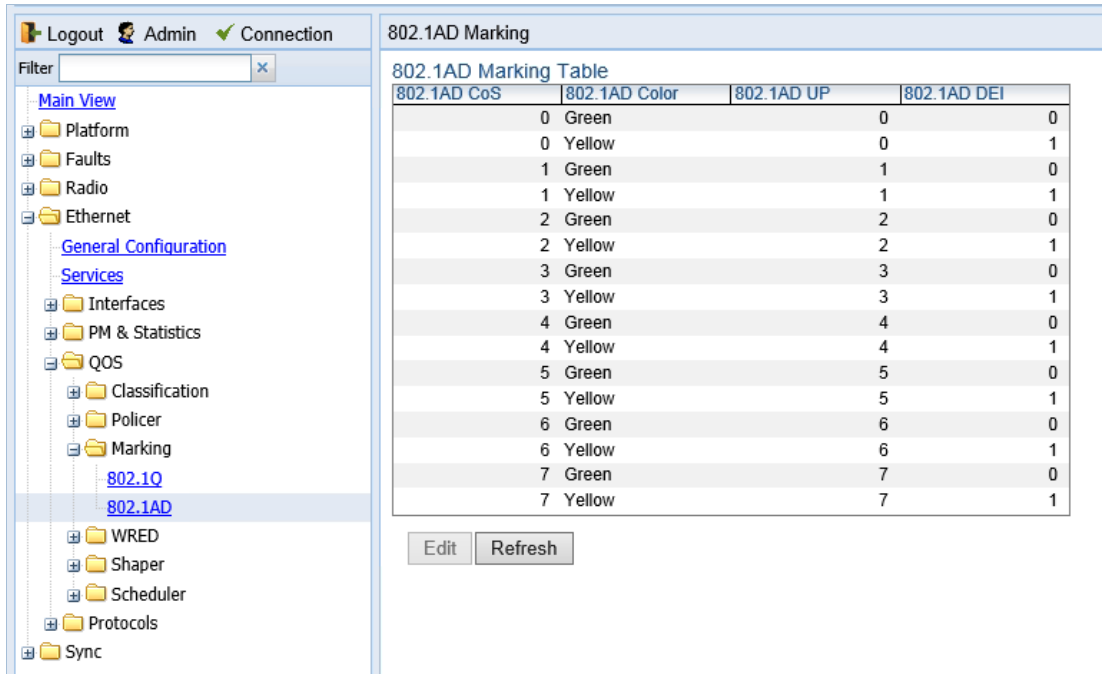 Logout Admin Connection
Filter
Main View
Platform
Faults
Radio
Ethernet
General Configuration
Services
Interfaces
PM & Statistics
QOS
Classification
Policer
Marking
802.1Q
802.1AD
WRED
Shaper
Scheduler
Protocols
Sync
802.1AD Marking
802.1AD Marking Table
802.1AD CoS 802.1AD Color 802.1AD UP 802.1AD DEI
0 Green 0 0
0 Yellow 0 1
1 Green 1 0
1 Yellow 1 1
2 Green 2 0
2 Yellow 2 1
3 Green 3 0
3 Yellow 3 1
4 Green 4 0
4 Yellow 4 1
5 Green 5 0
5 Yellow 5 1
6 Green 6 0
6 Yellow 6 1
7 Green 7 0
7 Yellow 7 1
Edit Refresh